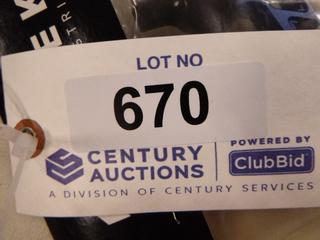 LOT NO
670
CENTURY
AUCTIONS
POWERED BY
ClubBid
A DIVISION OF CENTURY SERVICES